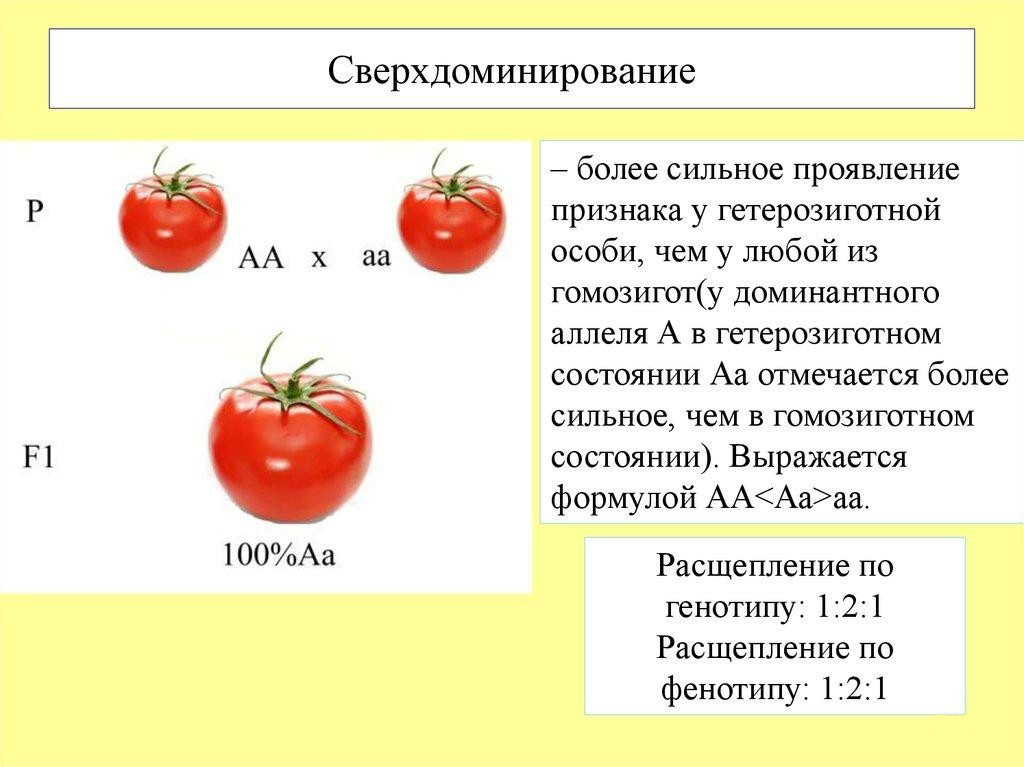 Сверхдоминирование
P
AA x aa
F1
100%Aa
– более сильное проявление
признака у гетерозиготной
особи, чем у любой из
гомозигот(у доминантного
аллеля А в гетерозиготном
состоянии Аа отмечается более
сильное, чем в гомозиготном
состоянии). Выражается
формулой АА<Аа>аа.
Расщепление по
генотипу: 1:2:1
Расщепление по
фенотипу: 1:2:1